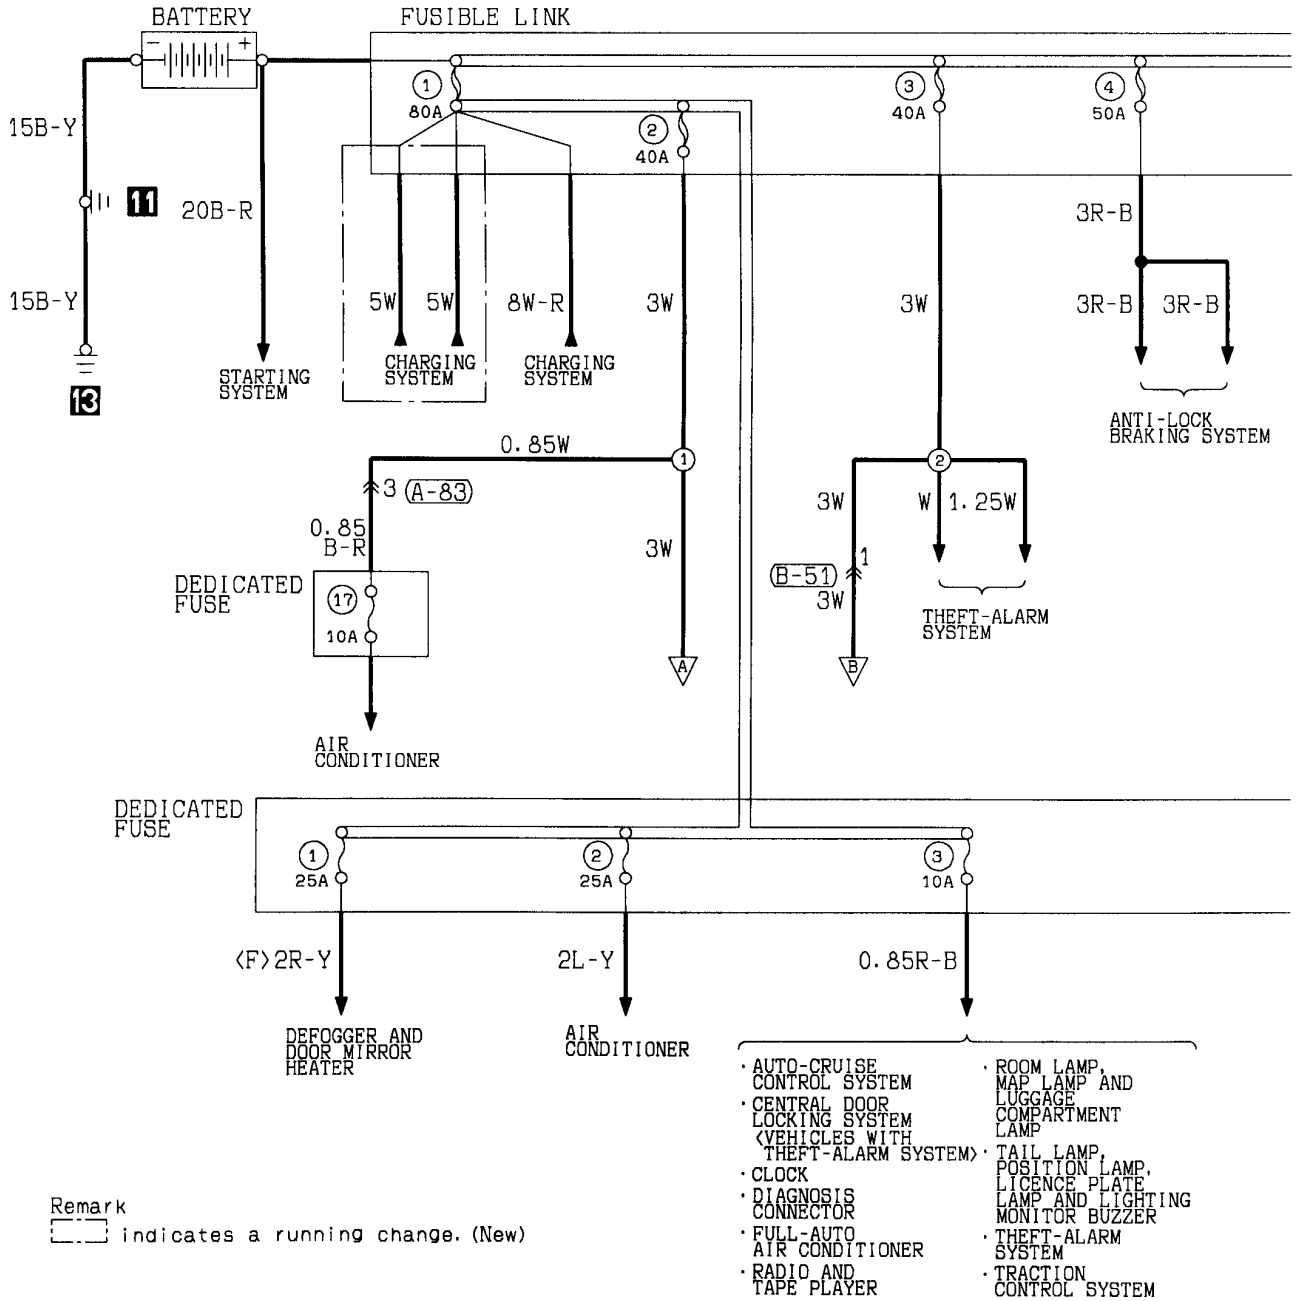 BATTERY
FUSIBLE LINK
− +
1
80A
2
40A
3
40A
4
50A
15B-Y
11
20B-R
15B-Y
13
STARTING
SYSTEM
5W
5W
8W-R
3W
3W
3R-B
3R-B
3R-B
CHARGING
SYSTEM
CHARGING
SYSTEM
ANTI-LOCK
BRAKING SYSTEM
0.85W
1
2
3 (A-83)
0.85
B-R
3W
3W
W
1.25W
1
(B-51)
3W
DEDICATED
FUSE
17
10A
A
B
THEFT-ALARM
SYSTEM
AIR
CONDITIONER
DEDICATED
FUSE
1
25A
2
25A
3
10A
<F>2R-Y
2L-Y
0.85R-B
DEFOGGER AND
DOOR MIRROR
HEATER
AIR
CONDITIONER
· AUTO-CRUISE
CONTROL SYSTEM
· CENTRAL DOOR
LOCKING SYSTEM
<VEHICLES WITH
THEFT-ALARM SYSTEM>
· CLOCK
· DIAGNOSIS
CONNECTOR
· FULL-AUTO
AIR CONDITIONER
· RADIO AND
TAPE PLAYER
· ROOM LAMP,
MAP LAMP AND
LUGGAGE
COMPARTMENT
LAMP
· TAIL LAMP,
POSITION LAMP,
LICENCE PLATE
LAMP AND LIGHTING
MONITOR BUZZER
· THEFT-ALARM
SYSTEM
· TRACTION
CONTROL SYSTEM
Remark
indicates a running change. (New)